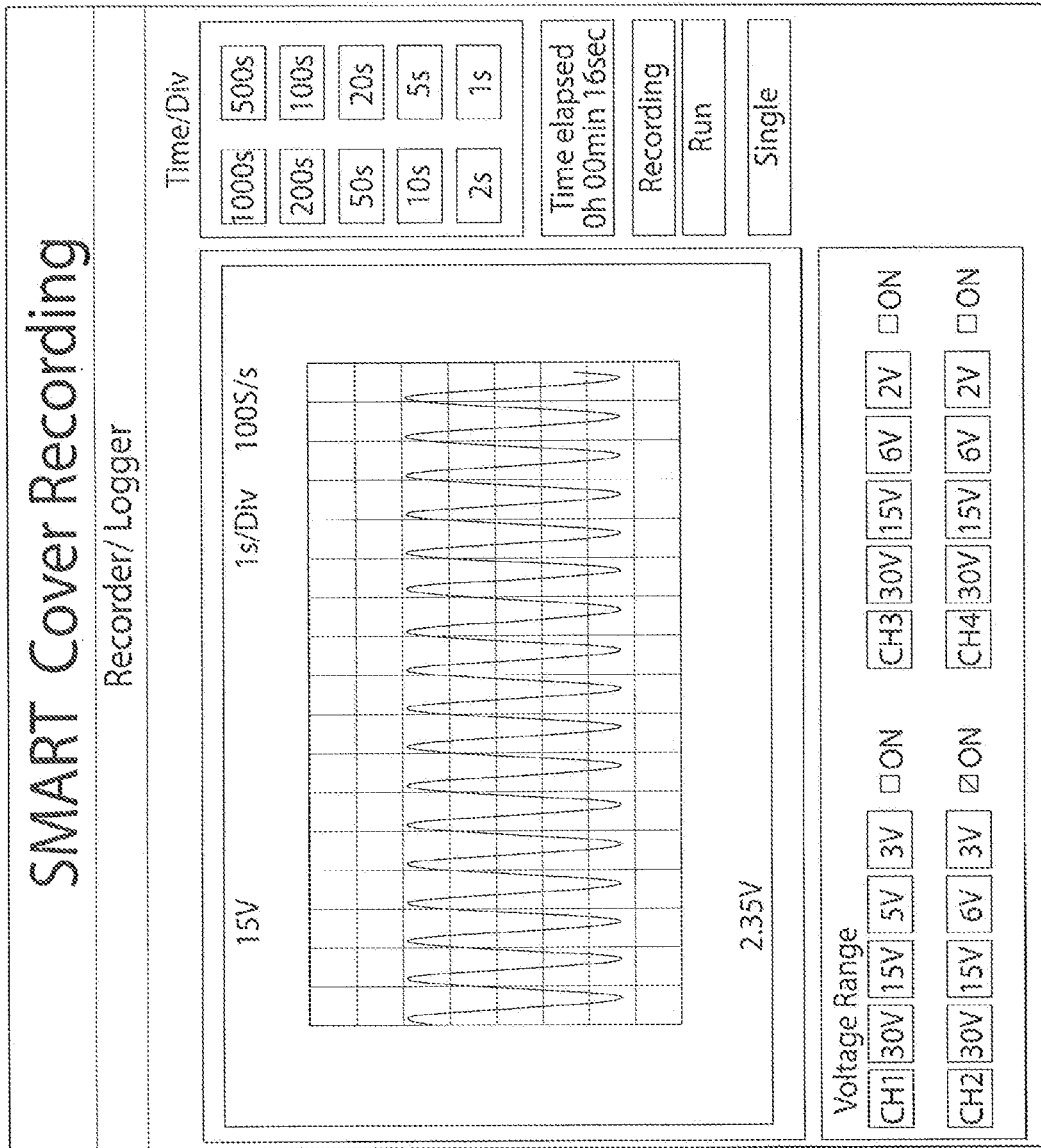 SMART Cover Recording
Recorder/ Logger
Time/Div
15V 1s/Div 100S/s
1000s 500s
200s 100s
50s 20s
10s 5s
2s 1s
Time elapsed
0h 00min 16sec
Recording
Run
Single
2.35V
Voltage Range
CH1 30V 15V 5V 3V ON CH3 30V 15V 6V 2V ON
CH2 30V 15V 6V 3V ON CH4 30V 15V 6V 2V ON